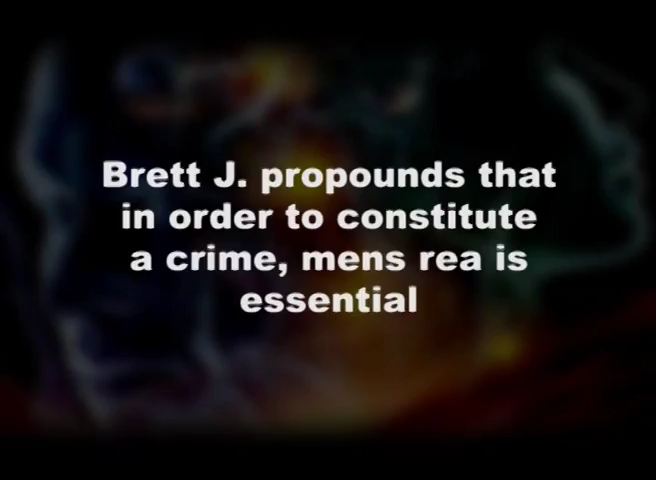 Brett J. propounds that
in order to constitute
a crime, mens rea is
essential